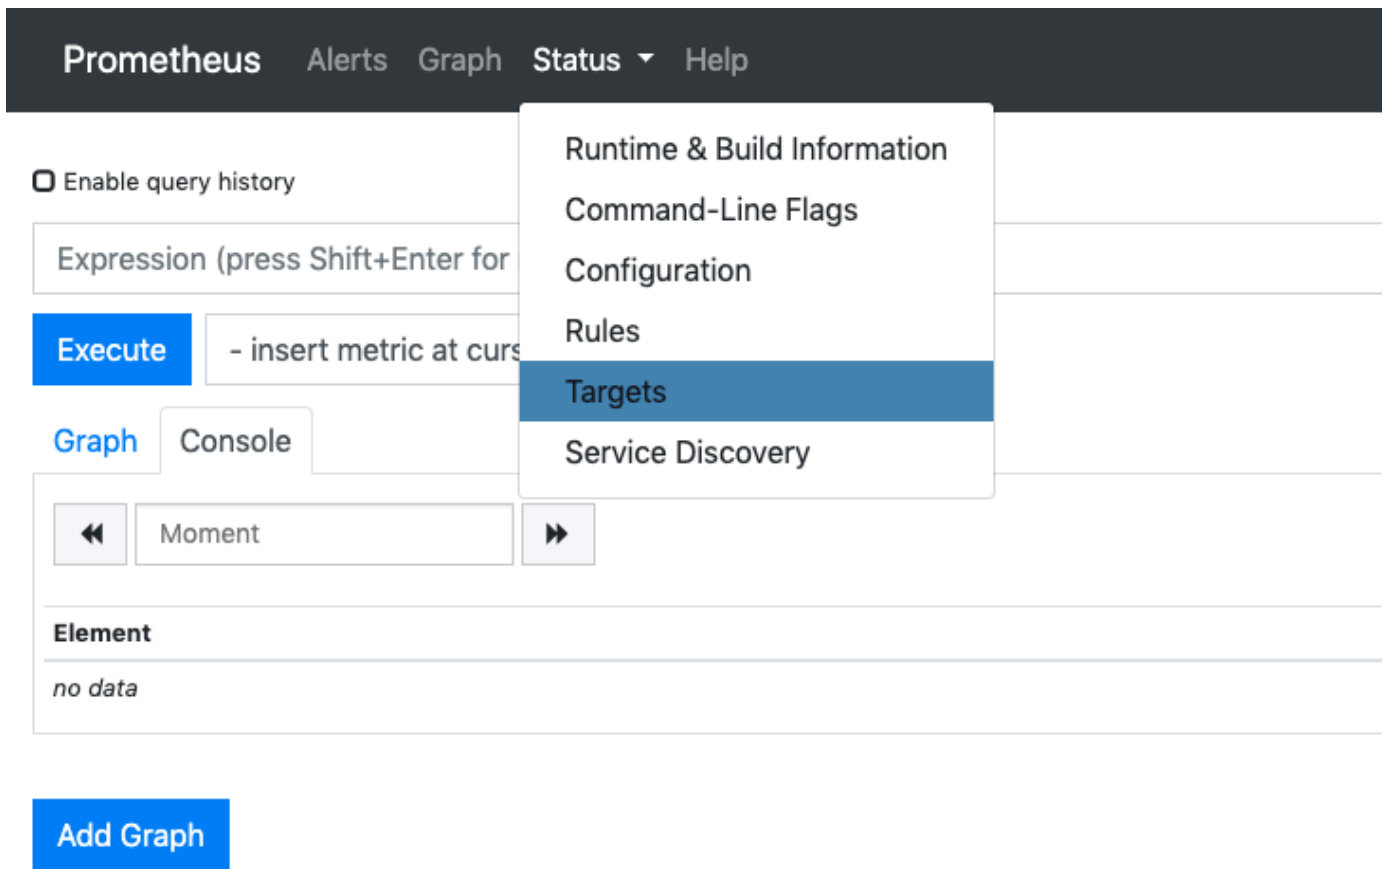 Prometheus Alerts Graph Status Help
Runtime & Build Information
Command-Line Flags
Configuration
Rules
Targets
Service Discovery
Enable query history
Expression (press Shift+Enter for
Execute
- insert metric at curs
Graph Console
Moment
Element
no data
Add Graph